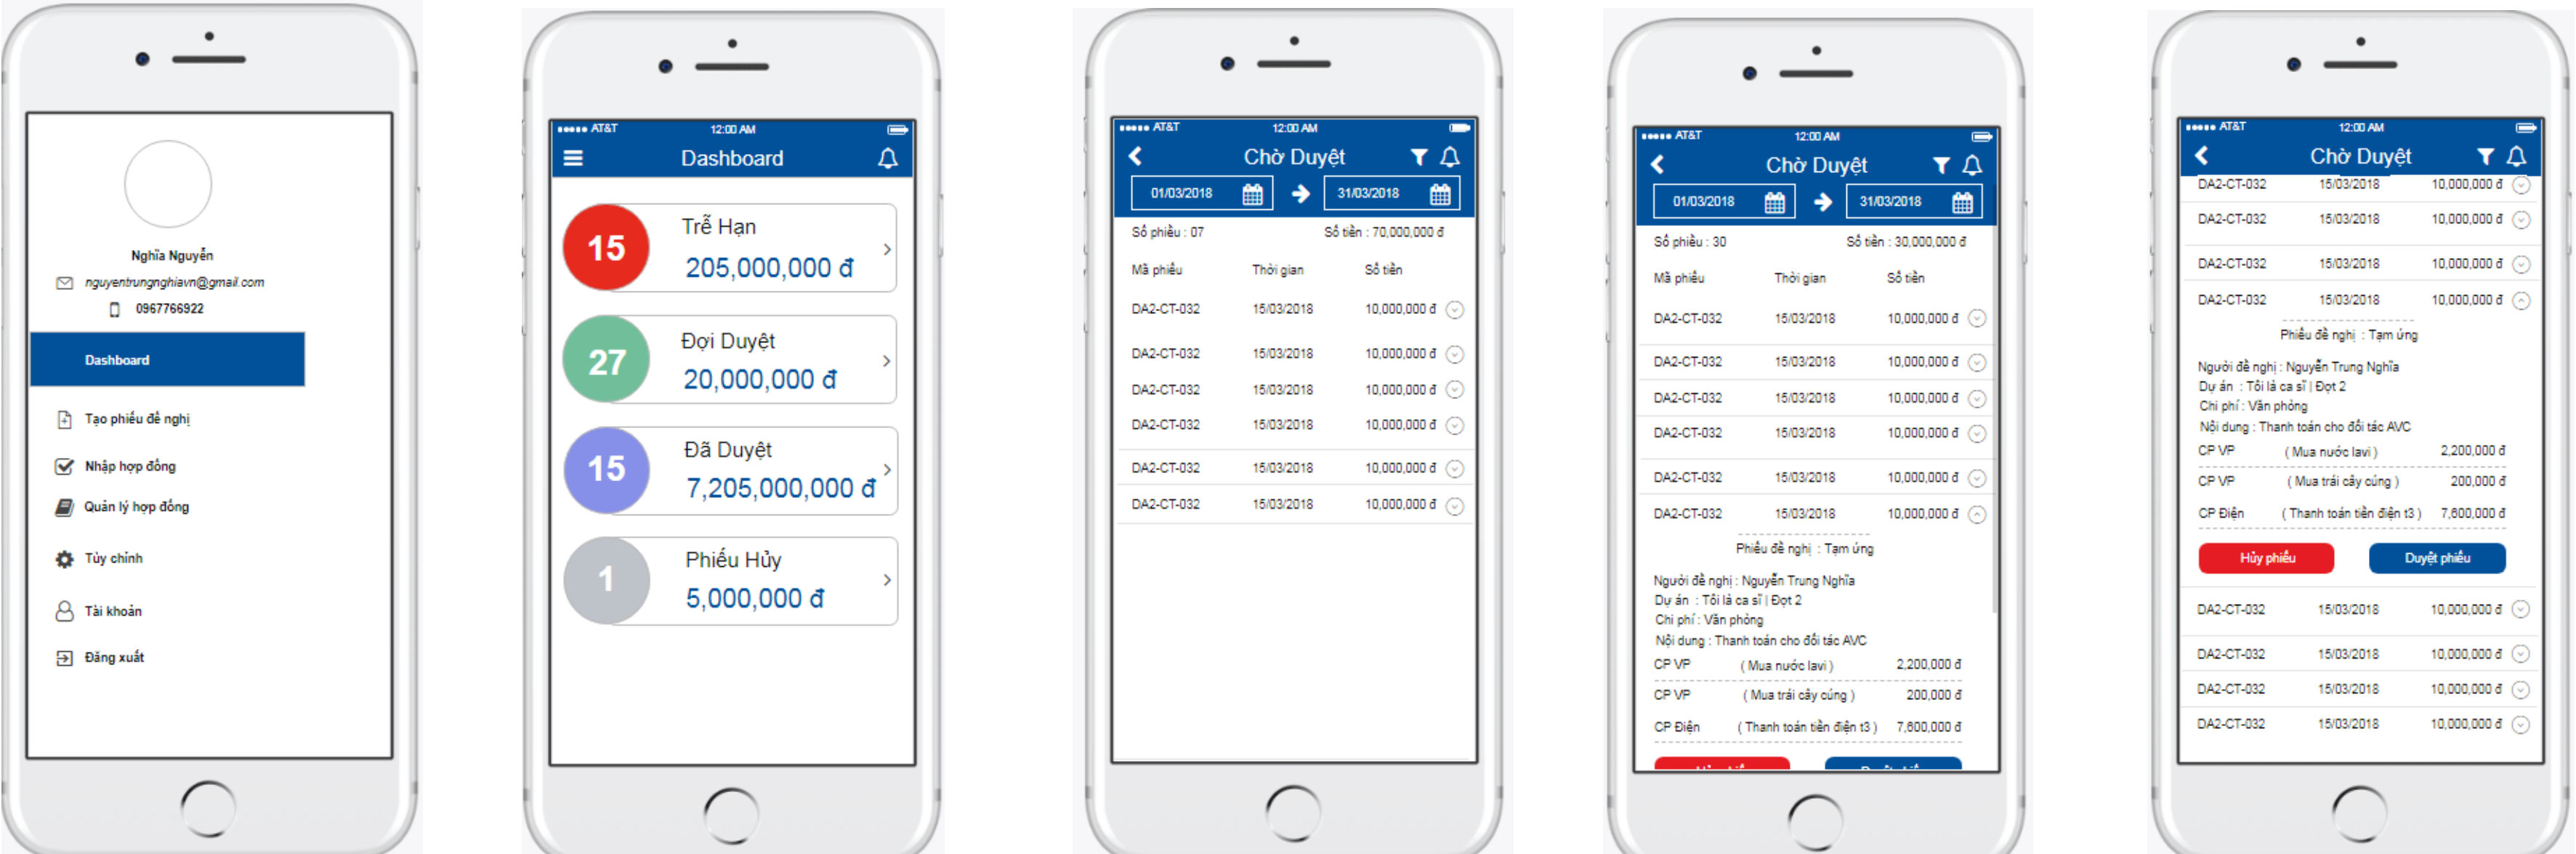 Nghĩa Nguyễn
nguyentrungnghiavn@gmail.com
0967766922
Dashboard
Tạo phiếu đề nghị
Nhập hợp đồng
Quản lý hợp đồng
Tùy chỉnh
Tài khoản
Đăng xuất
AT&T 12:00 AM
Dashboard
15 Trễ Hạn
205,000,000 đ
27 Đợi Duyệt
20,000,000 đ
15 Đã Duyệt
7,205,000,000 đ
1 Phiếu Hủy
5,000,000 đ
AT&T 12:00 AM
Chờ Duyệt
01/03/2018 31/03/2018
Số phiếu : 07 Số tiền : 70,000,000 đ
Mã phiếu Thời gian Số tiền
DA2-CT-032 15/03/2018 10,000,000 đ
DA2-CT-032 15/03/2018 10,000,000 đ
DA2-CT-032 15/03/2018 10,000,000 đ
DA2-CT-032 15/03/2018 10,000,000 đ
DA2-CT-032 15/03/2018 10,000,000 đ
DA2-CT-032 15/03/2018 10,000,000 đ
AT&T 12:00 AM
Chờ Duyệt
01/03/2018 31/03/2018
Số phiếu : 30 Số tiền : 30,000,000 đ
Mã phiếu Thời gian Số tiền
DA2-CT-032 15/03/2018 10,000,000 đ
DA2-CT-032 15/03/2018 10,000,000 đ
DA2-CT-032 15/03/2018 10,000,000 đ
DA2-CT-032 15/03/2018 10,000,000 đ
DA2-CT-032 15/03/2018 10,000,000 đ
DA2-CT-032 15/03/2018 10,000,000 đ
Phiếu đề nghị : Tạm ứng
Người đề nghị : Nguyễn Trung Nghĩa
Dự án : Tôi là ca sĩ | Đợt 2
Chi phí : Văn phòng
Nội dung : Thanh toán cho đối tác AVC
CP VP ( Mua nước lavi ) 2,200,000 đ
CP VP ( Mua trái cây cúng ) 200,000 đ
CP Điện ( Thanh toán tiền điện t3 ) 7,600,000 đ
AT&T 12:00 AM
Chờ Duyệt
DA2-CT-032 15/03/2018 10,000,000 đ
DA2-CT-032 15/03/2018 10,000,000 đ
DA2-CT-032 15/03/2018 10,000,000 đ
DA2-CT-032 15/03/2018 10,000,000 đ
Phiếu đề nghị : Tạm ứng
Người đề nghị : Nguyễn Trung Nghĩa
Dự án : Tôi là ca sĩ | Đợt 2
Chi phí : Văn phòng
Nội dung : Thanh toán cho đối tác AVC
CP VP ( Mua nước lavi ) 2,200,000 đ
CP VP ( Mua trái cây cúng ) 200,000 đ
CP Điện ( Thanh toán tiền điện t3 ) 7,600,000 đ
Hủy phiếu Duyệt phiếu
DA2-CT-032 15/03/2018 10,000,000 đ
DA2-CT-032 15/03/2018 10,000,000 đ
DA2-CT-032 15/03/2018 10,000,000 đ
DA2-CT-032 15/03/2018 10,000,000 đ